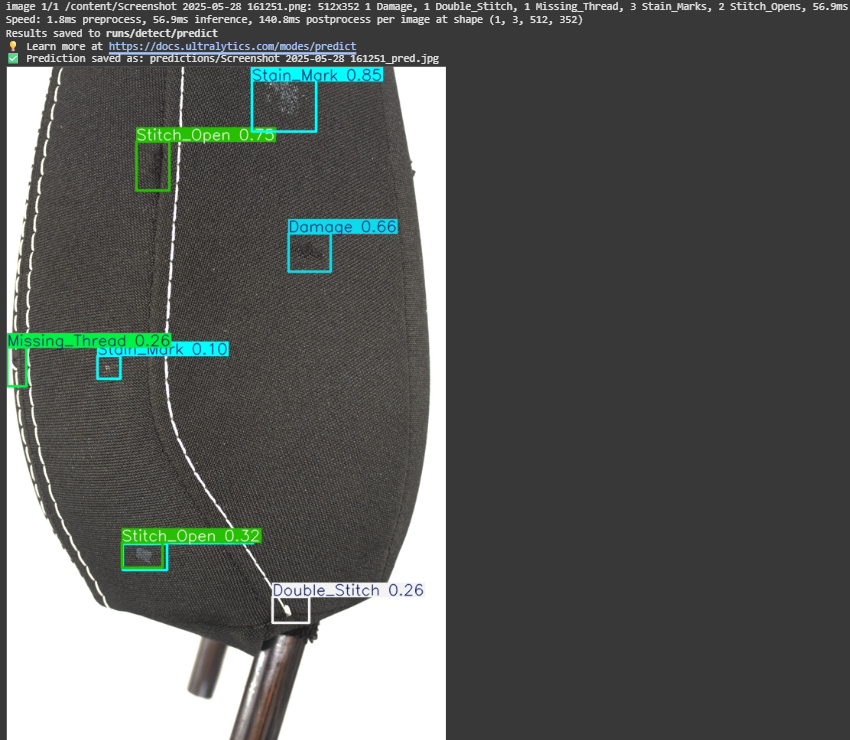 image 1/1 /content/Screenshot 2025-05-28 161251.png: 512x352 1 Damage, 1 Double_Stitch, 1 Missing_Thread, 3 Stain_Marks, 2 Stitch_Opens, 56.9ms
Speed: 1.8ms preprocess, 56.9ms inference, 140.8ms postprocess per image at shape (1, 3, 512, 352)
Results saved to runs/detect/predict
💡 Learn more at https://docs.ultralytics.com/modes/predict
✅ Prediction saved as: predictions/Screenshot 2025-05-28 161251_pred.jpg
Stain_Mark 0.85
Stitch_Open 0.75
Damage 0.66
Missing_Thread 0.26
Stain_Mark 0.10
Stitch_Open 0.32
Double_Stitch 0.26